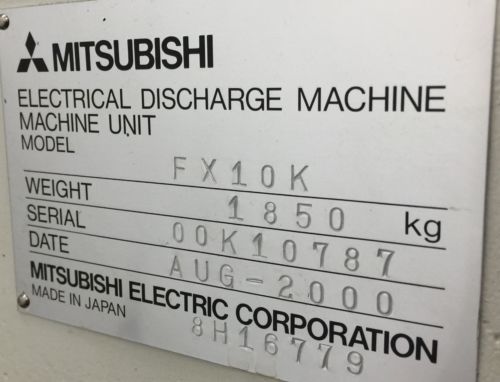 MITSUBISHI
ELECTRICAL DISCHARGE MACHINE
MACHINE UNIT
MODEL FX10K
WEIGHT 1850 kg
SERIAL 00K10787
DATE AUG-2000
MITSUBISHI ELECTRIC CORPORATION
MADE IN JAPAN 8H16779